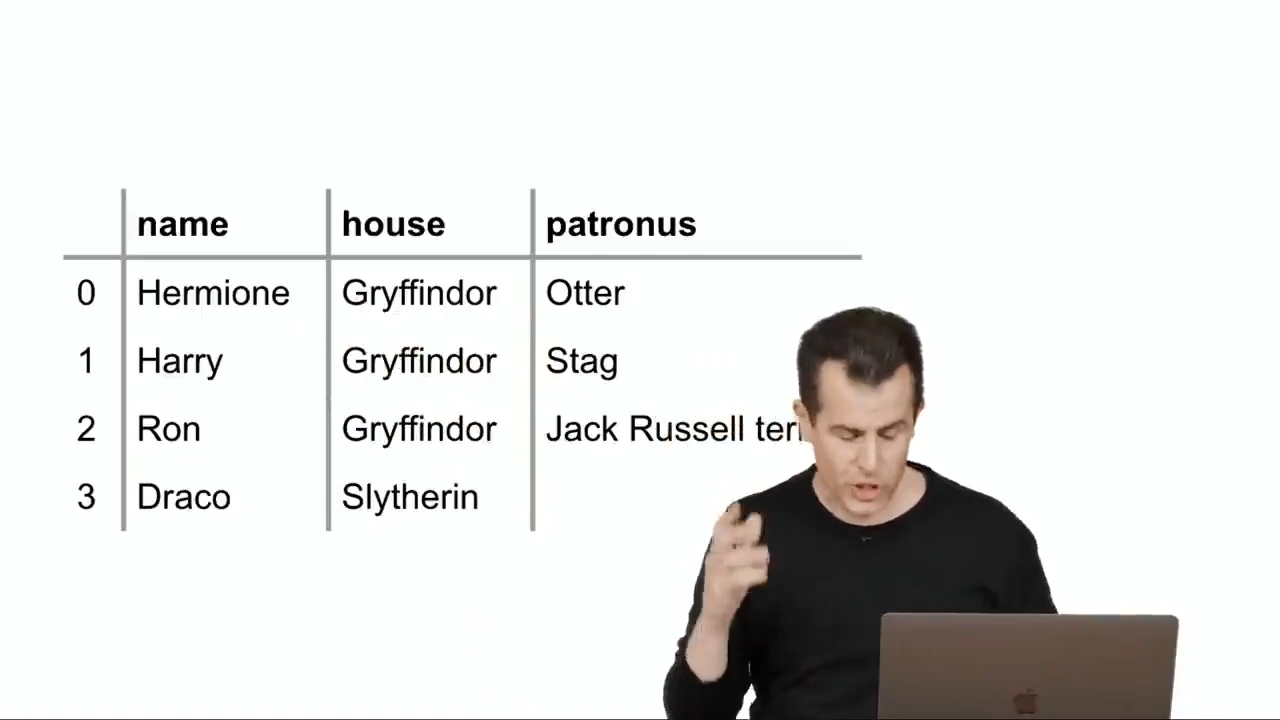 name house patronus
0 Hermione Gryffindor Otter
1 Harry Gryffindor Stag
2 Ron Gryffindor Jack Russell
3 Draco Slytherin